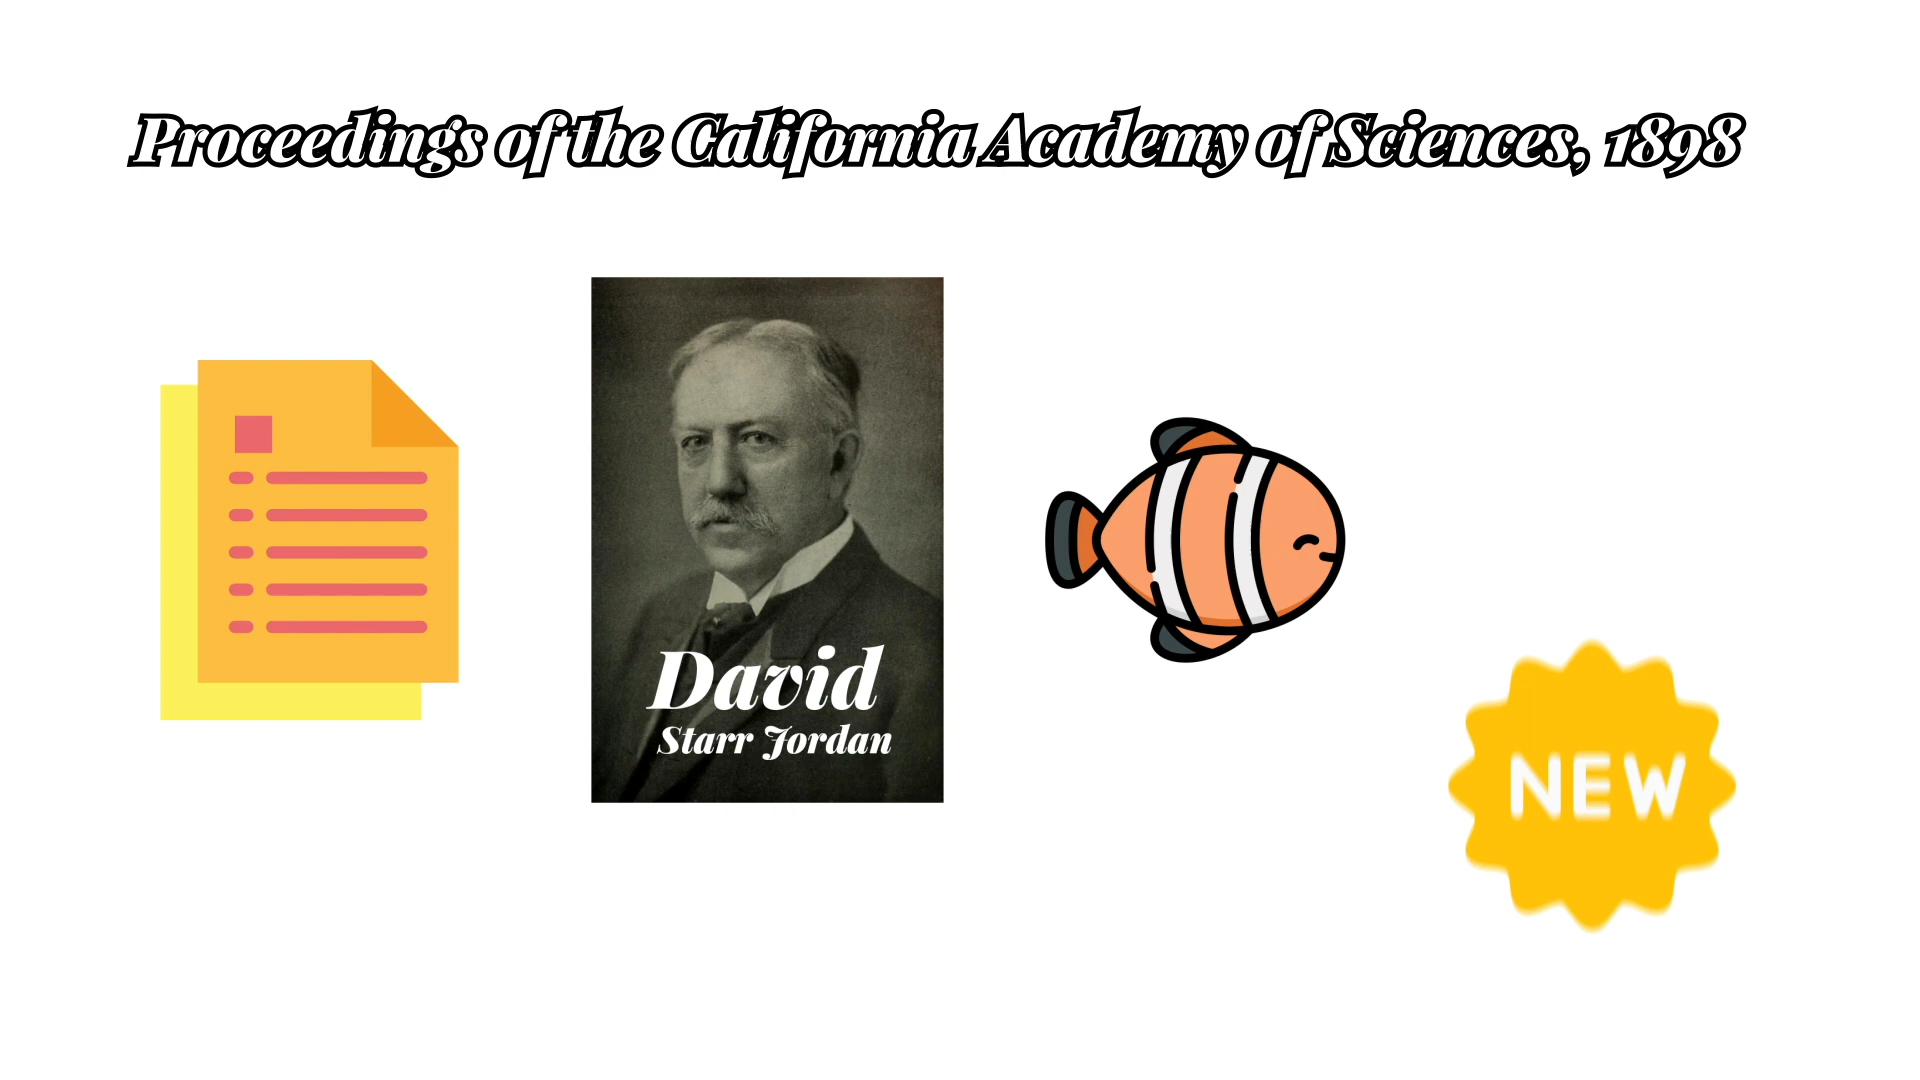 Proceedings of the California Academy of Sciences, 1898
David
Starr Jordan
NEW